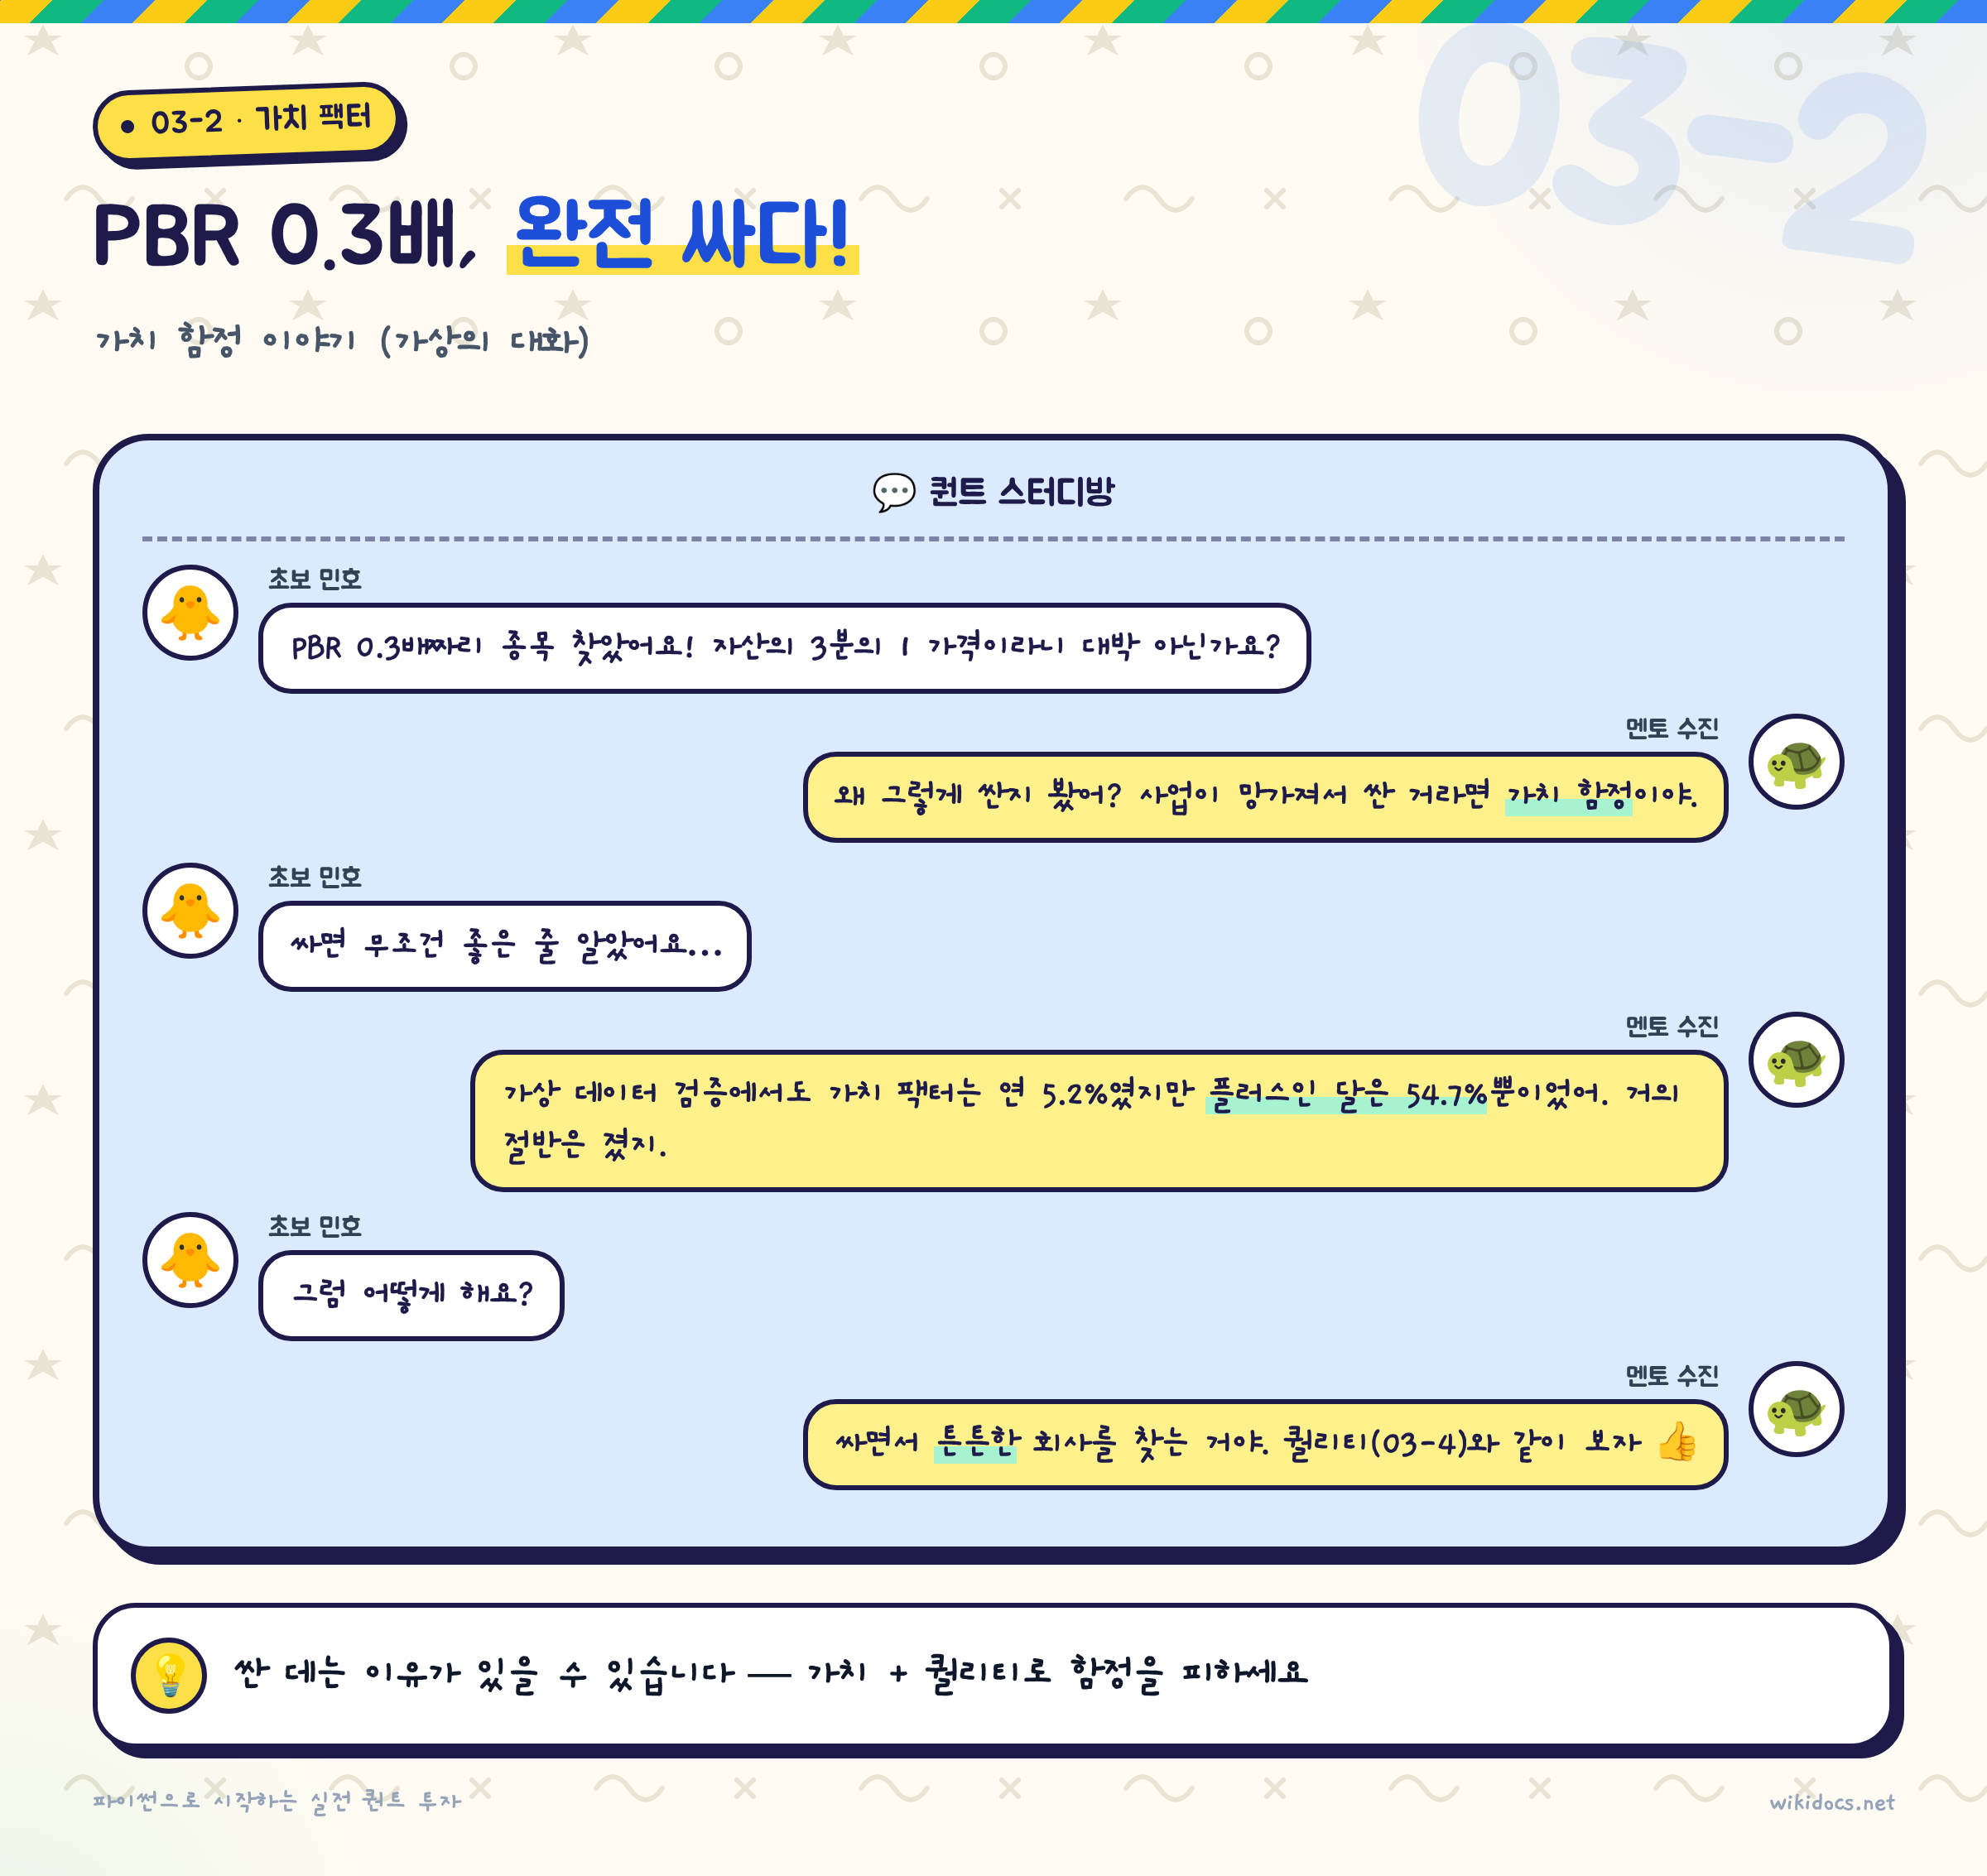 03-2
03-2 · 가치 팩터
PBR 0.3배, 완전 싸다!
가치 함정 이야기 (가상의 대화)
💬 퀀트 스터디방
초보 민호
PBR 0.3배짜리 종목 찾았어요! 자산의 3분의 1 가격이라니 대박 아닌가요?
멘토 수진
왜 그렇게 싼지 봤어? 사업이 망가져서 싼 거라면 가치 함정이야.
초보 민호
싸면 무조건 좋은 줄 알았어요...
멘토 수진
가상 데이터 검증에서도 가치 팩터는 연 5.2%였지만 플러스인 달은 54.7%뿐이었어. 거의
절반은 졌지.
초보 민호
그럼 어떻게 해요?
멘토 수진
싸면서 튼튼한 회사를 찾는 거야. 퀄리티(03-4)와 같이 보자 👍
싼 데는 이유가 있을 수 있습니다 — 가치 + 퀄리티로 함정을 피하세요
파이썬으로 시작하는 실전 퀀트 투자
wikidocs.net